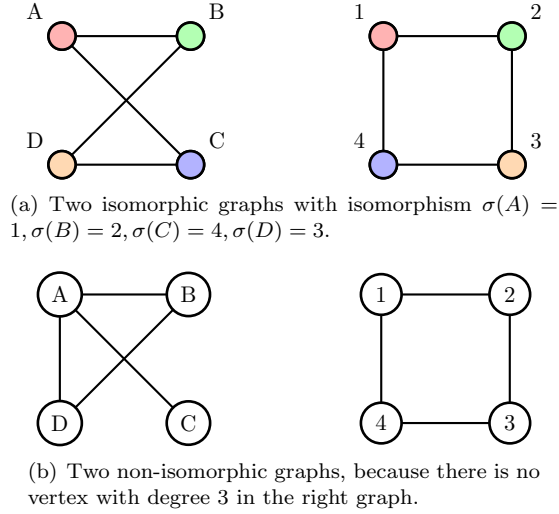 A B 1 2
D C 4 3
(a) Two isomorphic graphs with isomorphism σ(A) =
1, σ(B) = 2, σ(C) = 4, σ(D) = 3.
A B 1 2
D C 4 3
(b) Two non-isomorphic graphs, because there is no
vertex with degree 3 in the right graph.